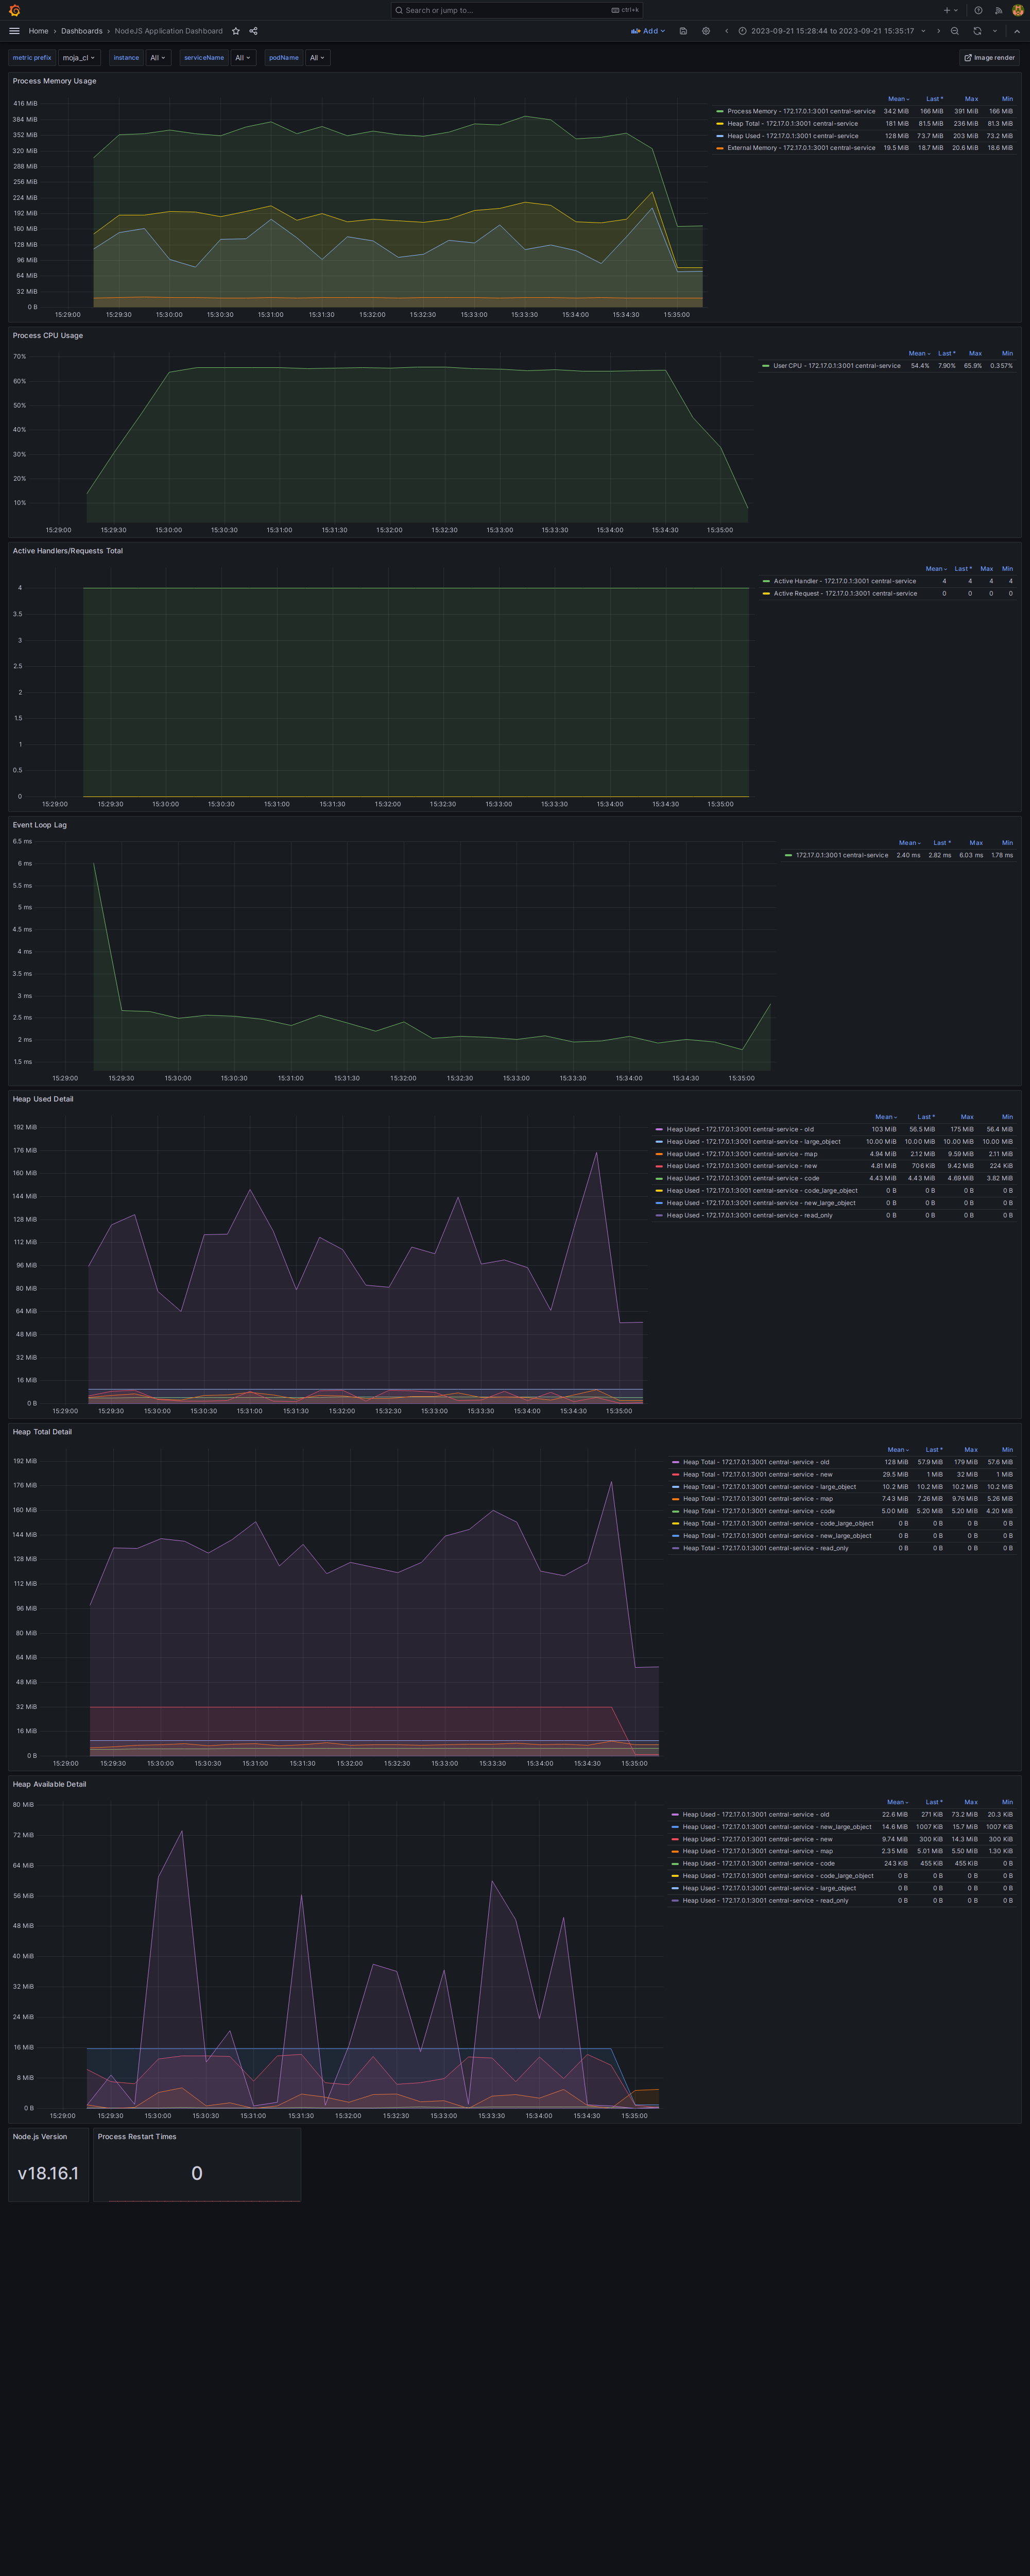 Search or jump to... ctrl+k
Home › Dashboards › NodeJS Application Dashboard Add 2023-09-21 15:28:44 to 2023-09-21 15:35:17
metric prefix moja_cl instance All serviceName All podName All Image render
Process Memory Usage
416 MiB
384 MiB
352 MiB
320 MiB
288 MiB
256 MiB
224 MiB
192 MiB
160 MiB
128 MiB
96 MiB
64 MiB
32 MiB
0 B
15:29:00 15:29:30 15:30:00 15:30:30 15:31:00 15:31:30 15:32:00 15:32:30 15:33:00 15:33:30 15:34:00 15:34:30 15:35:00
Mean Last * Max Min
Process Memory - 172.17.0.1:3001 central-service 342 MiB 166 MiB 391 MiB 166 MiB
Heap Total - 172.17.0.1:3001 central-service 181 MiB 81.5 MiB 236 MiB 81.3 MiB
Heap Used - 172.17.0.1:3001 central-service 128 MiB 73.7 MiB 203 MiB 73.2 MiB
External Memory - 172.17.0.1:3001 central-service 19.5 MiB 18.7 MiB 20.6 MiB 18.6 MiB
Process CPU Usage
70%
60%
50%
40%
30%
20%
10%
15:29:00 15:29:30 15:30:00 15:30:30 15:31:00 15:31:30 15:32:00 15:32:30 15:33:00 15:33:30 15:34:00 15:34:30 15:35:00
Mean Last * Max Min
User CPU - 172.17.0.1:3001 central-service 54.4% 7.90% 65.9% 0.357%
Active Handlers/Requests Total
4
3.5
3
2.5
2
1.5
1
0.5
0
15:29:00 15:29:30 15:30:00 15:30:30 15:31:00 15:31:30 15:32:00 15:32:30 15:33:00 15:33:30 15:34:00 15:34:30 15:35:00
Mean Last * Max Min
Active Handler - 172.17.0.1:3001 central-service 4 4 4 4
Active Request - 172.17.0.1:3001 central-service 0 0 0 0
Event Loop Lag
6.5 ms
6 ms
5.5 ms
5 ms
4.5 ms
4 ms
3.5 ms
3 ms
2.5 ms
2 ms
1.5 ms
15:29:00 15:29:30 15:30:00 15:30:30 15:31:00 15:31:30 15:32:00 15:32:30 15:33:00 15:33:30 15:34:00 15:34:30 15:35:00
Mean Last * Max Min
172.17.0.1:3001 central-service 2.40 ms 2.82 ms 6.03 ms 1.78 ms
Heap Used Detail
192 MiB
176 MiB
160 MiB
144 MiB
128 MiB
112 MiB
96 MiB
80 MiB
64 MiB
48 MiB
32 MiB
16 MiB
0 B
15:29:00 15:29:30 15:30:00 15:30:30 15:31:00 15:31:30 15:32:00 15:32:30 15:33:00 15:33:30 15:34:00 15:34:30 15:35:00
Mean Last * Max Min
Heap Used - 172.17.0.1:3001 central-service - old 103 MiB 56.5 MiB 175 MiB 56.4 MiB
Heap Used - 172.17.0.1:3001 central-service - large_object 10.00 MiB 10.00 MiB 10.00 MiB 10.00 MiB
Heap Used - 172.17.0.1:3001 central-service - map 4.94 MiB 2.12 MiB 9.59 MiB 2.11 MiB
Heap Used - 172.17.0.1:3001 central-service - new 4.81 MiB 706 KiB 9.42 MiB 224 KiB
Heap Used - 172.17.0.1:3001 central-service - code 4.43 MiB 4.43 MiB 4.69 MiB 3.82 MiB
Heap Used - 172.17.0.1:3001 central-service - code_large_object 0 B 0 B 0 B 0 B
Heap Used - 172.17.0.1:3001 central-service - new_large_object 0 B 0 B 0 B 0 B
Heap Used - 172.17.0.1:3001 central-service - read_only 0 B 0 B 0 B 0 B
Heap Total Detail
192 MiB
176 MiB
160 MiB
144 MiB
128 MiB
112 MiB
96 MiB
80 MiB
64 MiB
48 MiB
32 MiB
16 MiB
0 B
15:29:00 15:29:30 15:30:00 15:30:30 15:31:00 15:31:30 15:32:00 15:32:30 15:33:00 15:33:30 15:34:00 15:34:30 15:35:00
Mean Last * Max Min
Heap Total - 172.17.0.1:3001 central-service - old 128 MiB 57.9 MiB 179 MiB 57.6 MiB
Heap Total - 172.17.0.1:3001 central-service - new 29.5 MiB 1 MiB 32 MiB 1 MiB
Heap Total - 172.17.0.1:3001 central-service - large_object 10.2 MiB 10.2 MiB 10.2 MiB 10.2 MiB
Heap Total - 172.17.0.1:3001 central-service - map 7.43 MiB 7.26 MiB 9.76 MiB 5.26 MiB
Heap Total - 172.17.0.1:3001 central-service - code 5.00 MiB 5.20 MiB 5.20 MiB 4.20 MiB
Heap Total - 172.17.0.1:3001 central-service - code_large_object 0 B 0 B 0 B 0 B
Heap Total - 172.17.0.1:3001 central-service - new_large_object 0 B 0 B 0 B 0 B
Heap Total - 172.17.0.1:3001 central-service - read_only 0 B 0 B 0 B 0 B
Heap Available Detail
80 MiB
72 MiB
64 MiB
56 MiB
48 MiB
40 MiB
32 MiB
24 MiB
16 MiB
8 MiB
0 B
15:29:00 15:29:30 15:30:00 15:30:30 15:31:00 15:31:30 15:32:00 15:32:30 15:33:00 15:33:30 15:34:00 15:34:30 15:35:00
Mean Last * Max Min
Heap Used - 172.17.0.1:3001 central-service - old 22.6 MiB 271 KiB 73.2 MiB 20.3 KiB
Heap Used - 172.17.0.1:3001 central-service - new_large_object 14.6 MiB 1007 KiB 15.7 MiB 1007 KiB
Heap Used - 172.17.0.1:3001 central-service - new 9.74 MiB 300 KiB 14.3 MiB 300 KiB
Heap Used - 172.17.0.1:3001 central-service - map 2.35 MiB 5.01 MiB 5.50 MiB 1.30 KiB
Heap Used - 172.17.0.1:3001 central-service - code 243 KiB 455 KiB 455 KiB 0 B
Heap Used - 172.17.0.1:3001 central-service - code_large_object 0 B 0 B 0 B 0 B
Heap Used - 172.17.0.1:3001 central-service - large_object 0 B 0 B 0 B 0 B
Heap Used - 172.17.0.1:3001 central-service - read_only 0 B 0 B 0 B 0 B
Node.js Version Process Restart Times
v18.16.1 0